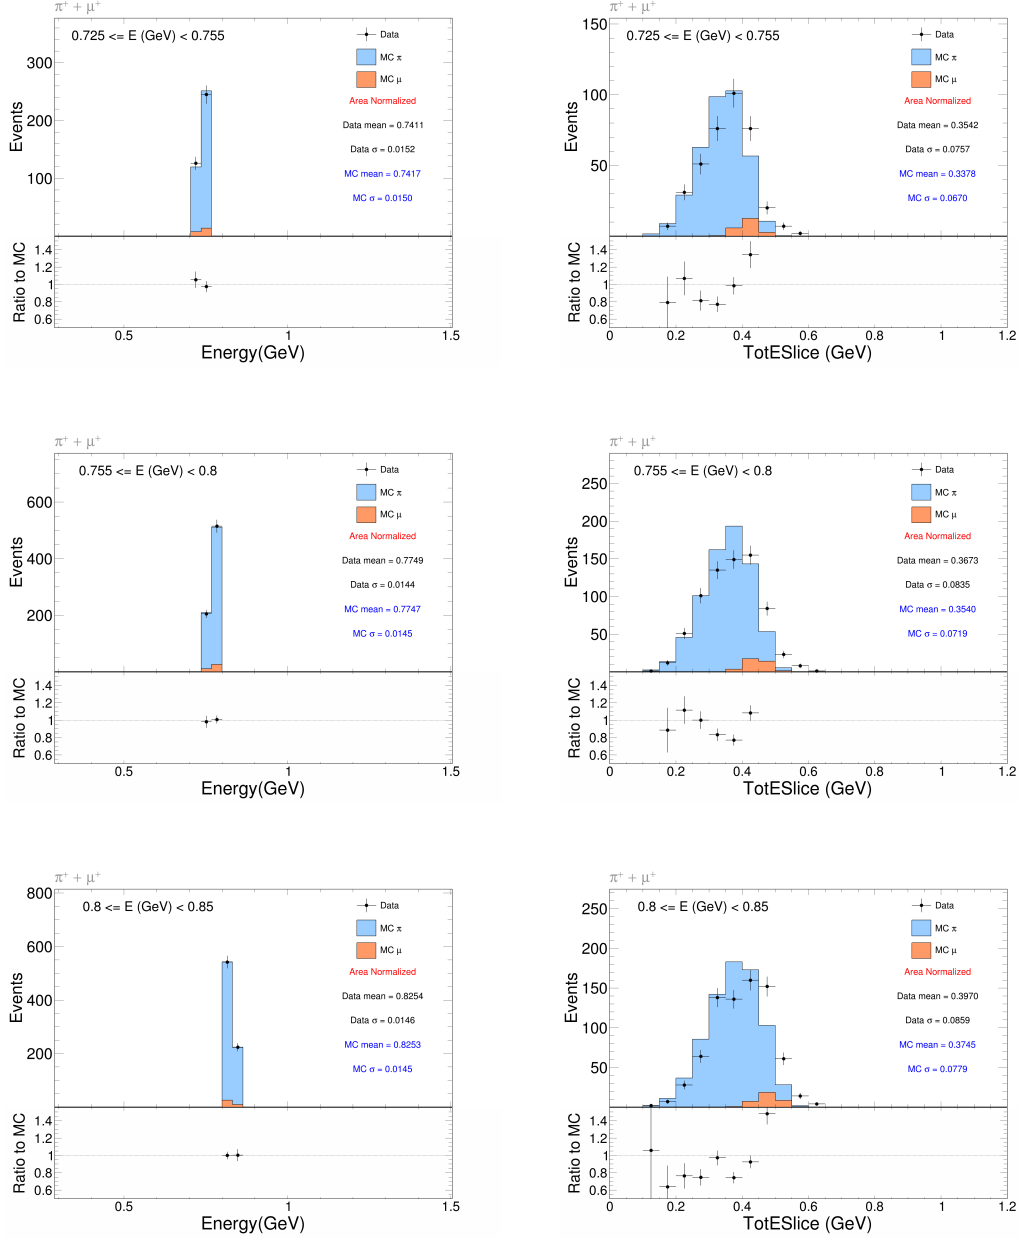 π⁺ + μ⁺
0.725 <= E (GeV) < 0.755
Data
MC π
MC μ
Area Normalized
Data mean = 0.7411
Data σ = 0.0152
MC mean = 0.7417
MC σ = 0.0150
Events
300
200
100
Ratio to MC
1.4
1.2
1
0.8
0.6
0.5
1
1.5
Energy(GeV)
π⁺ + μ⁺
0.725 <= E (GeV) < 0.755
Data
MC π
MC μ
Area Normalized
Data mean = 0.3542
Data σ = 0.0757
MC mean = 0.3378
MC σ = 0.0670
Events
150
100
50
Ratio to MC
1.4
1.2
1
0.8
0.6
0
0.2
0.4
0.6
0.8
1
1.2
TotESlice (GeV)
π⁺ + μ⁺
0.755 <= E (GeV) < 0.8
Data
MC π
MC μ
Area Normalized
Data mean = 0.7749
Data σ = 0.0144
MC mean = 0.7747
MC σ = 0.0145
Events
600
400
200
Ratio to MC
1.4
1.2
1
0.8
0.6
0.5
1
1.5
Energy(GeV)
π⁺ + μ⁺
0.755 <= E (GeV) < 0.8
Data
MC π
MC μ
Area Normalized
Data mean = 0.3673
Data σ = 0.0835
MC mean = 0.3540
MC σ = 0.0719
Events
250
200
150
100
50
Ratio to MC
1.4
1.2
1
0.8
0.6
0
0.2
0.4
0.6
0.8
1
1.2
TotESlice (GeV)
π⁺ + μ⁺
0.8 <= E (GeV) < 0.85
Data
MC π
MC μ
Area Normalized
Data mean = 0.8254
Data σ = 0.0146
MC mean = 0.8253
MC σ = 0.0145
Events
800
600
400
200
Ratio to MC
1.4
1.2
1
0.8
0.6
0.5
1
1.5
Energy(GeV)
π⁺ + μ⁺
0.8 <= E (GeV) < 0.85
Data
MC π
MC μ
Area Normalized
Data mean = 0.3970
Data σ = 0.0859
MC mean = 0.3745
MC σ = 0.0779
Events
250
200
150
100
50
Ratio to MC
1.4
1.2
1
0.8
0.6
0
0.2
0.4
0.6
0.8
1
1.2
TotESlice (GeV)